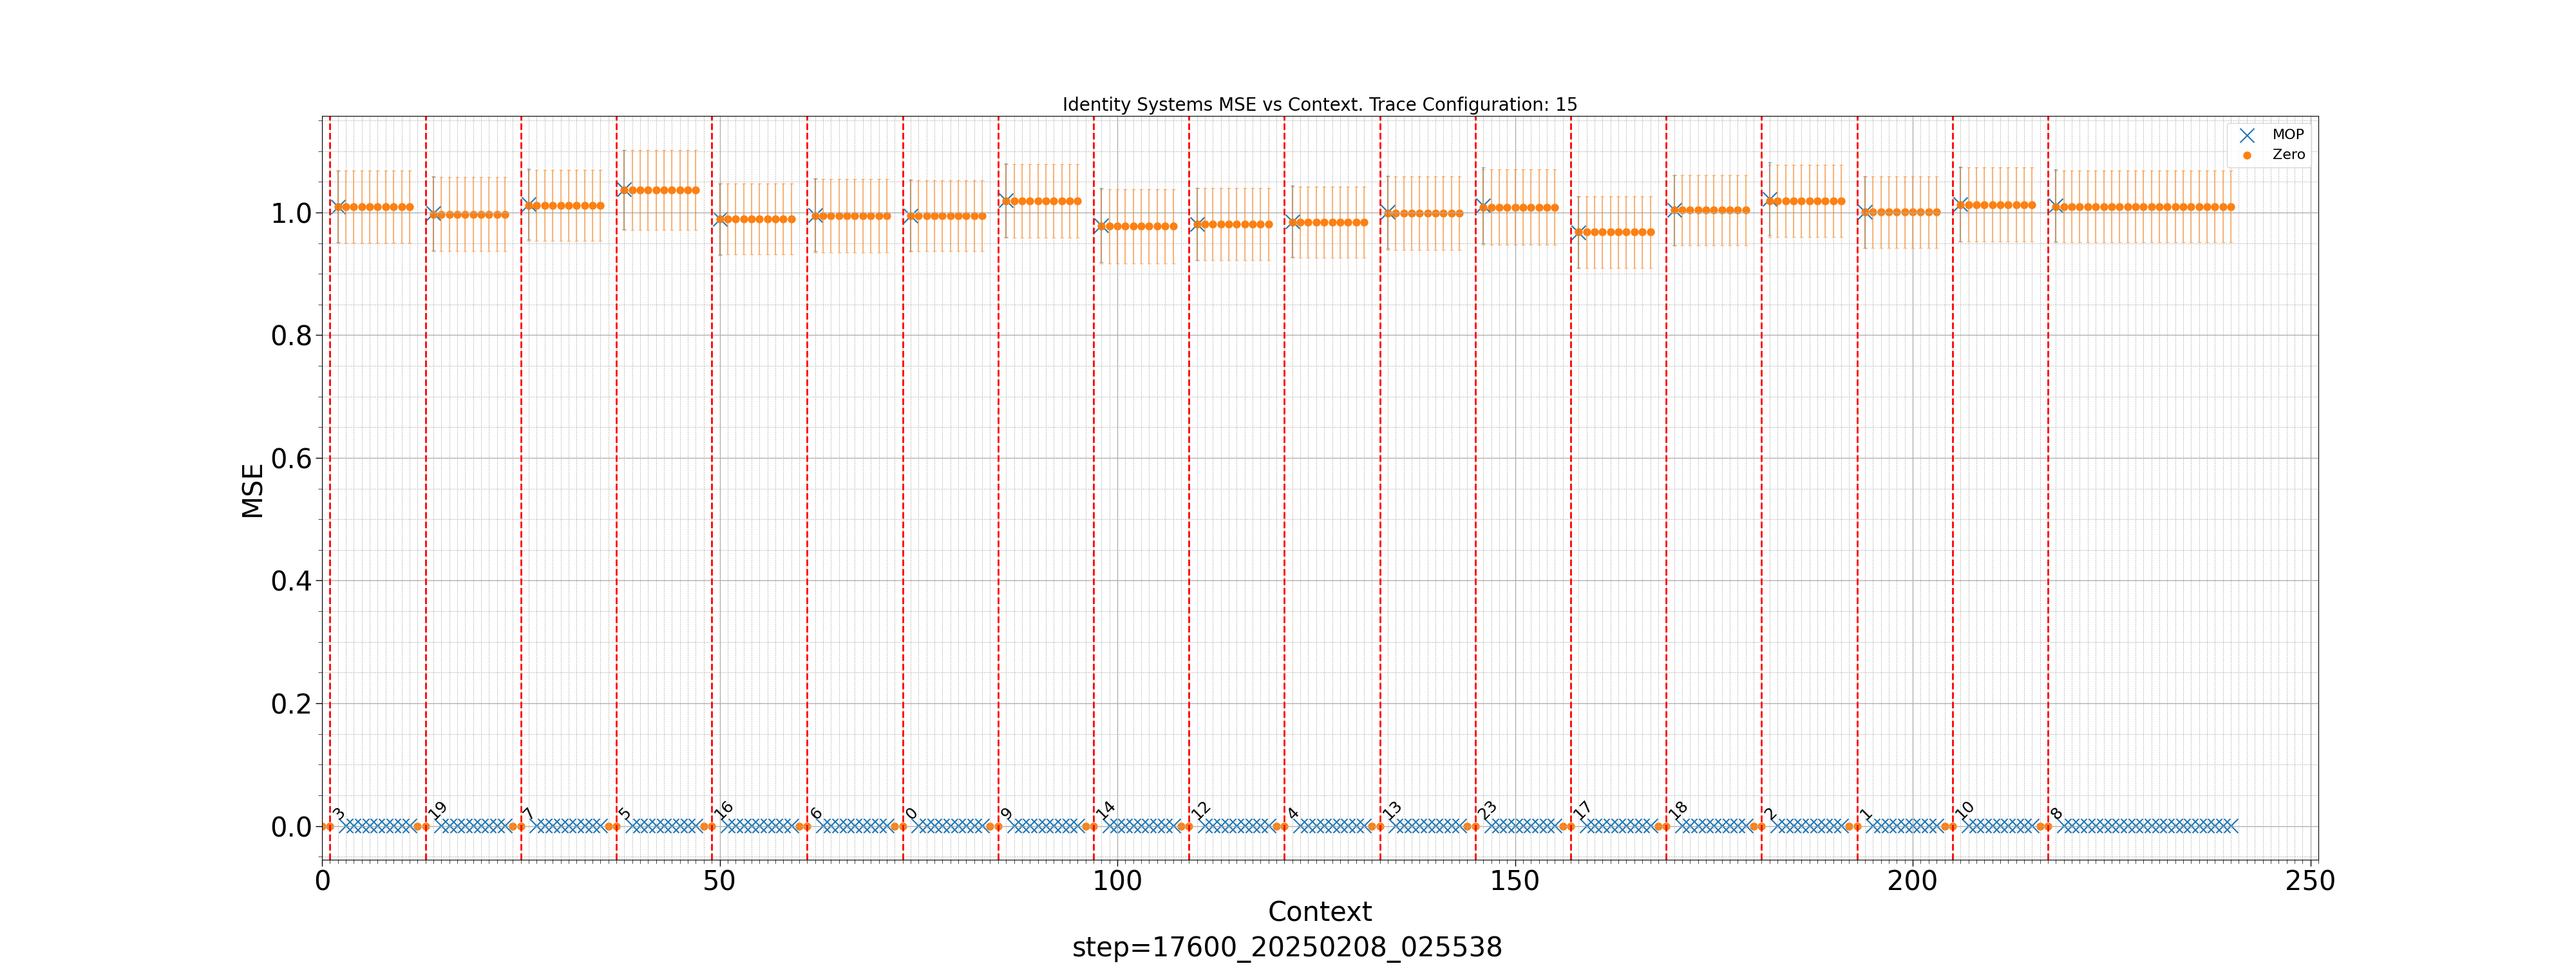 Identity Systems MSE vs Context. Trace Configuration: 15
MOP
Zero
1.0
0.8
0.6
0.4
0.2
0.0
MSE
3 19 7 5 16 6 0 9 14 12 4 13 23 17 18 2 1 10 8
0 50 100 150 200 250
Context
step=17600_20250208_025538